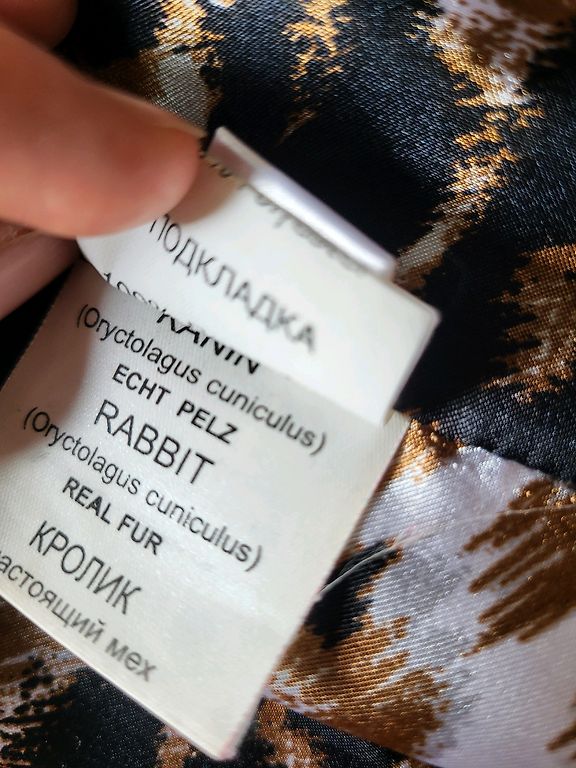 ПОДКЛАДКА
KANIN
(Oryctolagus cuniculus)
ECHT PELZ
RABBIT
(Oryctolagus cuniculus)
REAL FUR
КРОЛИК
настоящий мех